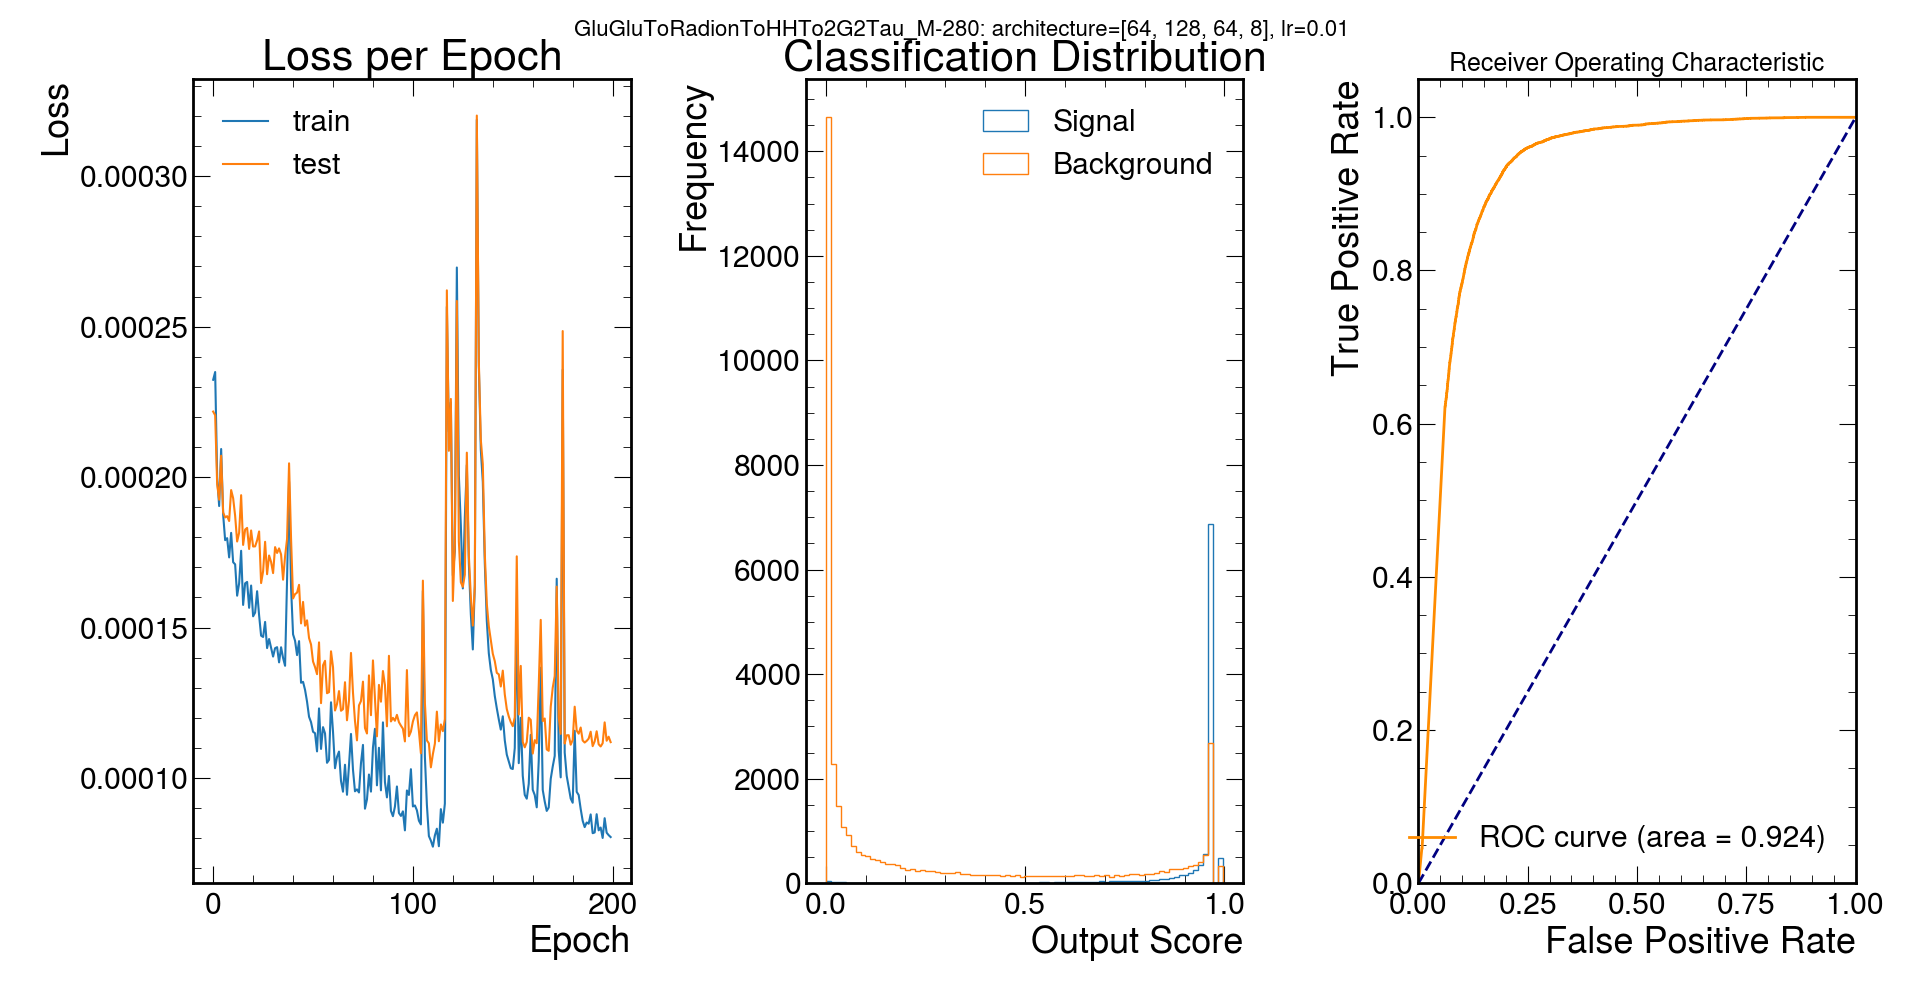 GluGluToRadionToHHTo2G2Tau_M-280: architecture=[64, 128, 64, 8], lr=0.01
Loss per Epoch
Loss
train
test
0.00030
0.00025
0.00020
0.00015
0.00010
0
100
200
Epoch
Classification Distribution
Frequency
Signal
Background
14000
12000
10000
8000
6000
4000
2000
0
0.0
0.5
1.0
Output Score
Receiver Operating Characteristic
True Positive Rate
1.0
0.8
0.6
0.4
0.2
0.0
ROC curve (area = 0.924)
0.00
0.25
0.50
0.75
1.00
False Positive Rate